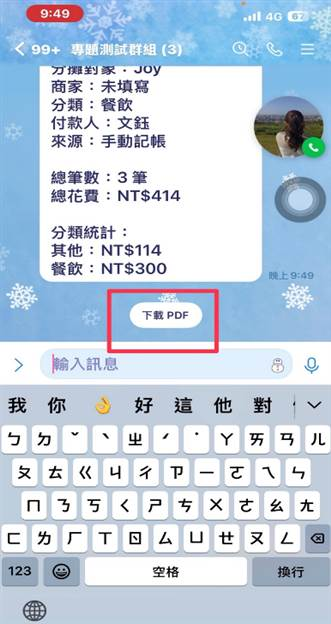 9:49
4G 67
99+ 專題測試群組 (3)
分攤對象：Joy
商家：未填寫
分類：餐飲
付款人：文鈺
來源：手動記帳
總筆數：3 筆
總花費：NT$414
分類統計：
其他：NT$114
餐飲：NT$300
晚上 9:49
下載 PDF
輸入訊息
我 你 👌 好 這 他 對
ㄅ ㄉ ˇ ˋ ㄓ ˊ ˙ ㄚ ㄞ ㄢ ㄦ
ㄆ ㄊ ㄍ ㄐ ㄔ ㄗ ㄧ ㄛ ㄟ ㄣ
ㄇ ㄋ ㄎ ㄑ ㄕ ㄘ ㄨ ㄜ ㄠ ㄤ
ㄈ ㄌ ㄏ ㄒ ㄖ ㄙ ㄩ ㄝ ㄡ ㄥ
123 空格 換行